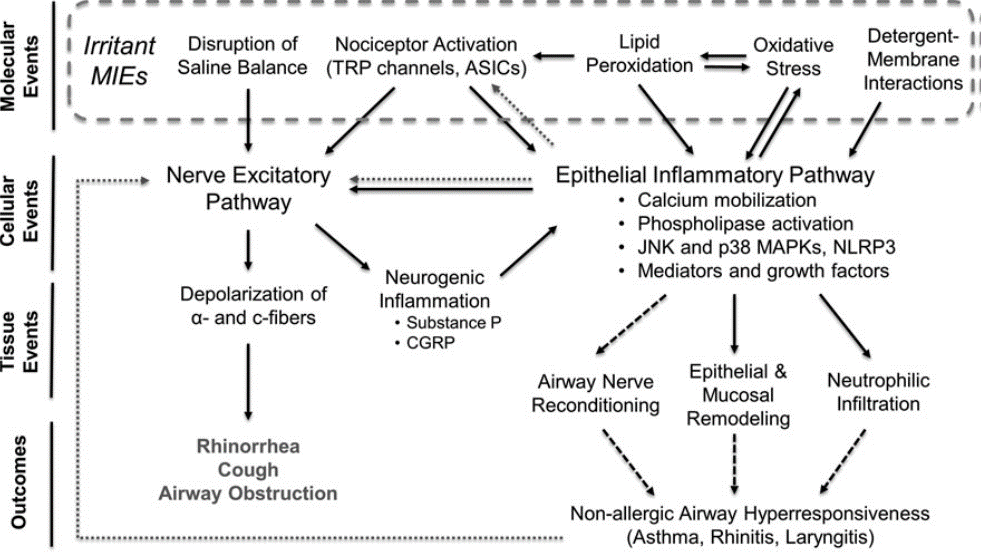 Molecular
Events
Irritant
MIEs
Disruption of
Saline Balance
Nociceptor Activation
(TRP channels, ASICs)
Lipid
Peroxidation
Oxidative
Stress
Detergent-
Membrane
Interactions
Cellular
Events
Nerve Excitatory
Pathway
Epithelial Inflammatory Pathway
• Calcium mobilization
• Phospholipase activation
• JNK and p38 MAPKs, NLRP3
• Mediators and growth factors
Tissue
Events
Depolarization of
α- and c-fibers
Neurogenic
Inflammation
• Substance P
• CGRP
Airway Nerve
Reconditioning
Epithelial &
Mucosal
Remodeling
Neutrophilic
Infiltration
Outcomes
Rhinorrhea
Cough
Airway Obstruction
Non-allergic Airway Hyperresponsiveness
(Asthma, Rhinitis, Laryngitis)